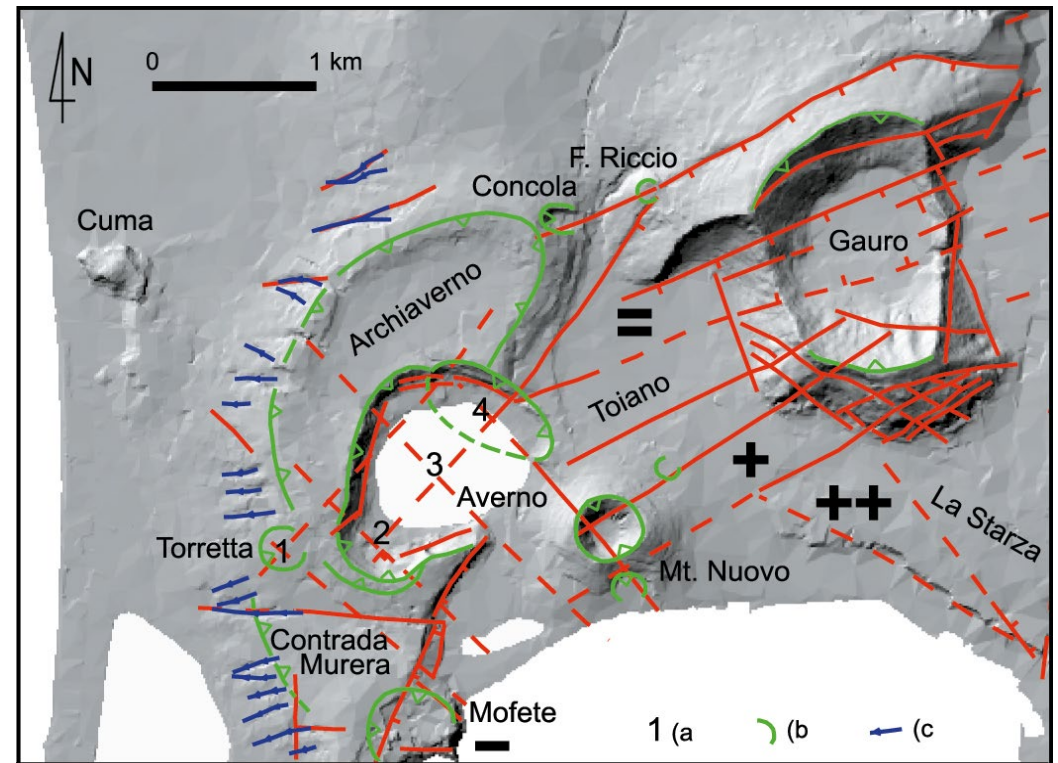 N
0 1 km
F. Riccio
Concola
Cuma
Gauro
Archiaverno
=
Toiano
4
3
+
Averno
++
La Starza
2
Torretta
1
Mt. Nuovo
Contrada
Murera
Mofete
-
1 (a
(b
(c